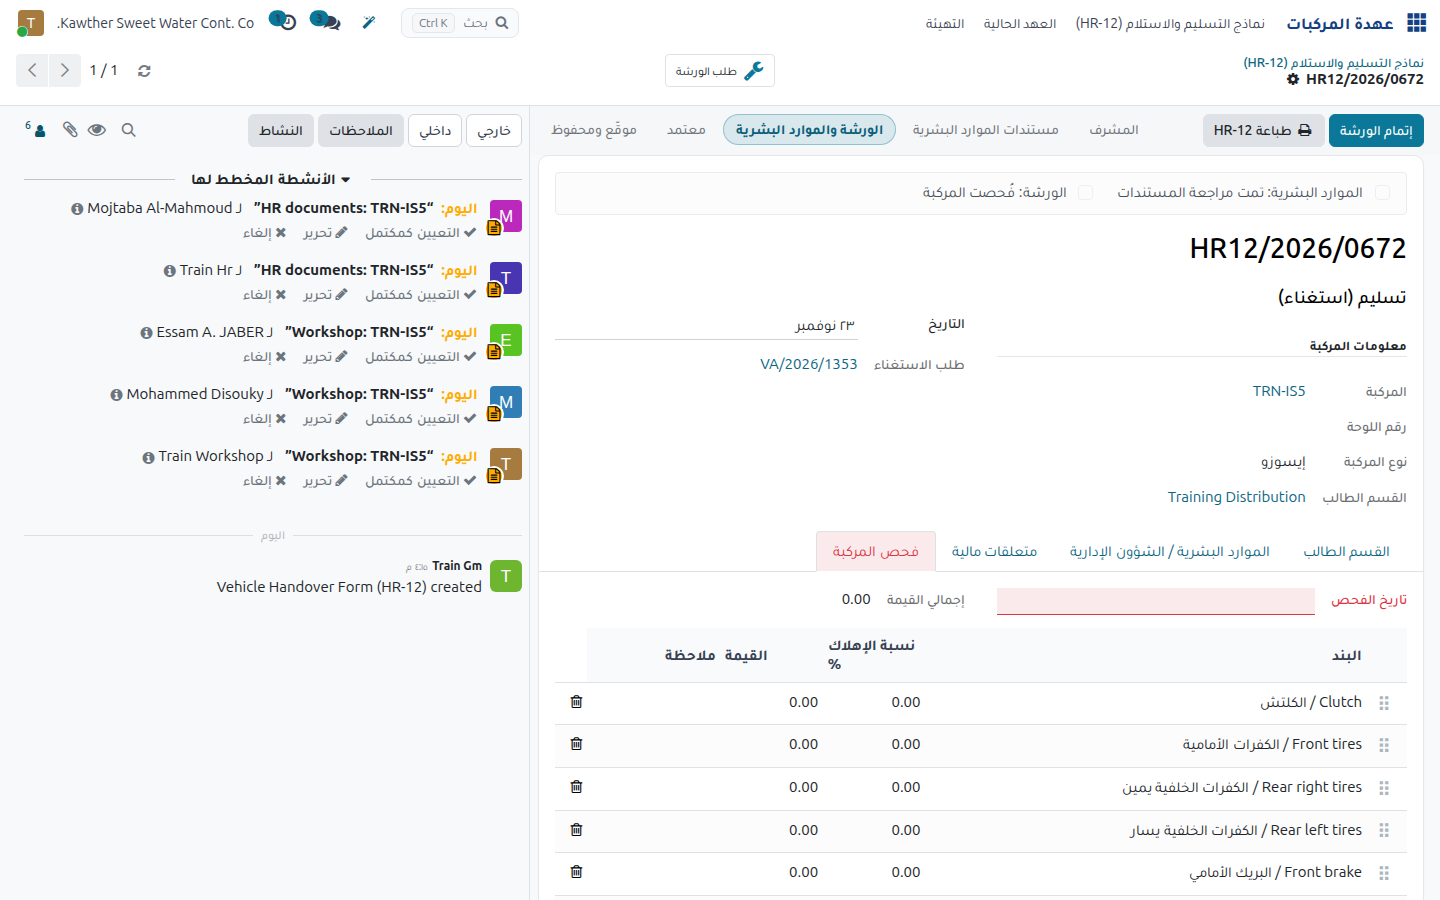 عهدة المركبات
نماذج التسليم والاستلام (HR-12)
العهد الحالية
التهيئة
بحث
Ctrl K
3
1
Kawther Sweet Water Cont. Co.
T
نماذج التسليم والاستلام (HR-12)
HR12/2026/0672
طلب الورشة
1 / 1
إتمام الورشة
طباعة HR-12
المشرف
مستندات الموارد البشرية
الورشة والموارد البشرية
معتمد
موقّع ومحفوظ
خارجي
داخلي
الملاحظات
النشاط
6
الموارد البشرية: تمت مراجعة المستندات
الورشة: فُحصت المركبة
HR12/2026/0672
تسليم (استغناء)
معلومات المركبة
المركبة
TRN-IS5
رقم اللوحة
نوع المركبة
إيسوزو
القسم الطالب
Training Distribution
التاريخ
٢٣ نوفمبر
طلب الاستغناء
VA/2026/1353
القسم الطالب
الموارد البشرية / الشؤون الإدارية
متعلقات مالية
فحص المركبة
تاريخ الفحص
إجمالي القيمة
0.00
البند
نسبة الإهلاك %
القيمة
ملاحظة
Clutch / الكلتش
0.00
0.00
Front tires / الكفرات الأمامية
0.00
0.00
Rear right tires / الكفرات الخلفية يمين
0.00
0.00
Rear left tires / الكفرات الخلفية يسار
0.00
0.00
Front brake / البريك الأمامي
0.00
0.00
الأنشطة المخطط لها
M
اليوم: “HR documents: TRN-IS5” لـ Mojtaba Al-Mahmoud
التعيين كمكتمل
تحرير
إلغاء
T
اليوم: “HR documents: TRN-IS5” لـ Train Hr
التعيين كمكتمل
تحرير
إلغاء
E
اليوم: “Workshop: TRN-IS5” لـ Essam A. JABER
التعيين كمكتمل
تحرير
إلغاء
M
اليوم: “Workshop: TRN-IS5” لـ Mohammed Disouky
التعيين كمكتمل
تحرير
إلغاء
T
اليوم: “Workshop: TRN-IS5” لـ Train Workshop
التعيين كمكتمل
تحرير
إلغاء
اليوم
T
Train Gm
Vehicle Handover Form (HR-12) created